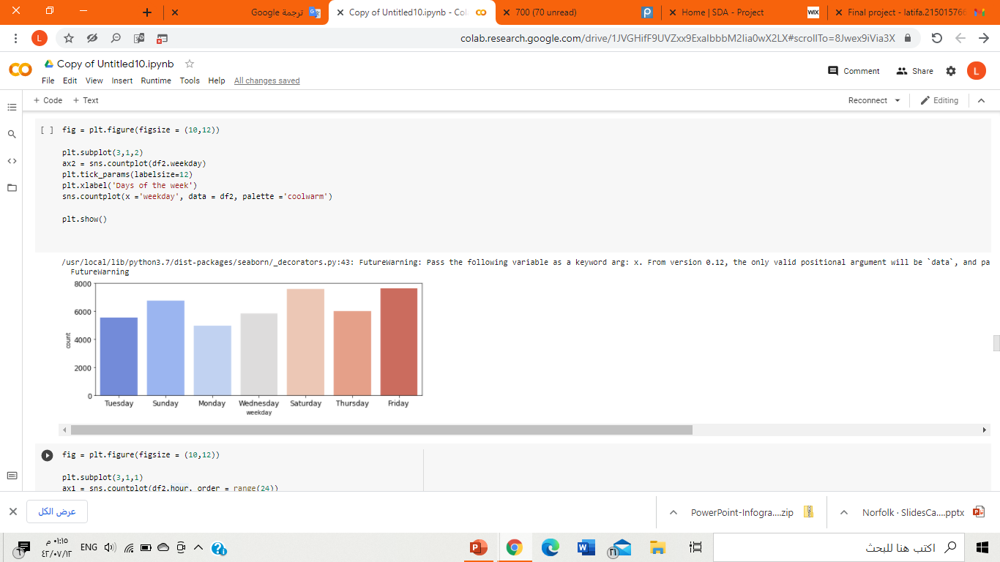 ترجمة Google
Copy of Untitled10.ipynb - Col
700 (70 unread)
Home | SDA - Project
WIX
Final project - latifa.215015766
L
colab.research.google.com/drive/1JVGHifF9UVZxx9ExaIbbbM2Iia0wX2LX#scrollTo=8Jwex9iVia3X
Copy of Untitled10.ipynb
File Edit View Insert Runtime Tools Help All changes saved
Comment Share L
+ Code + Text
Reconnect Editing
[ ] fig = plt.figure(figsize = (10,12))
plt.subplot(3,1,2)
ax2 = sns.countplot(df2.weekday)
plt.tick_params(labelsize=12)
plt.xlabel('Days of the week')
sns.countplot(x ='weekday', data = df2, palette ='coolwarm')
plt.show()
/usr/local/lib/python3.7/dist-packages/seaborn/_decorators.py:43: FutureWarning: Pass the following variable as a keyword arg: x. From version 0.12, the only valid positional argument will be `data`, and pa
FutureWarning
8000
6000
4000
2000
0
count
Tuesday Sunday Monday Wednesday Saturday Thursday Friday
weekday
fig = plt.figure(figsize = (10,12))
plt.subplot(3,1,1)
ax1 = sns.countplot(df2.hour, order = range(24))
عرض الكل
PowerPoint-Infogra....zip
Norfolk · SlidesCa....pptx
ENG
٠١:١٥ م
٤٣/٠٧/١٣
٦
٢١
اكتب هنا للبحث